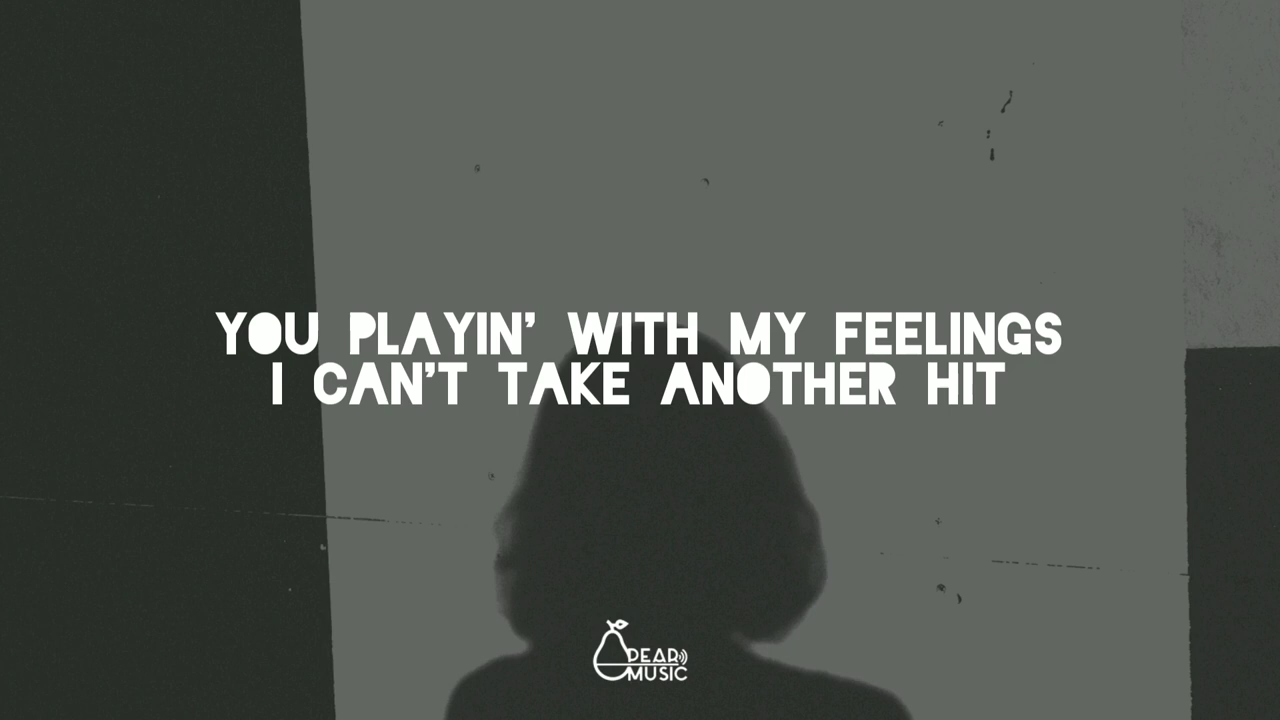 YOU PLAYIN’ WITH MY FEELINGS
I CAN’T TAKE ANOTHER HIT
PEAR
MUSIC